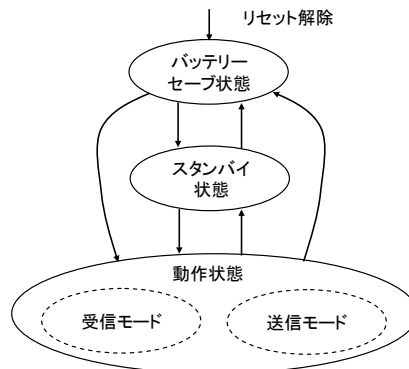 リセット解除
バッテリー
セーブ状態
スタンバイ
状態
動作状態
受信モード
送信モード